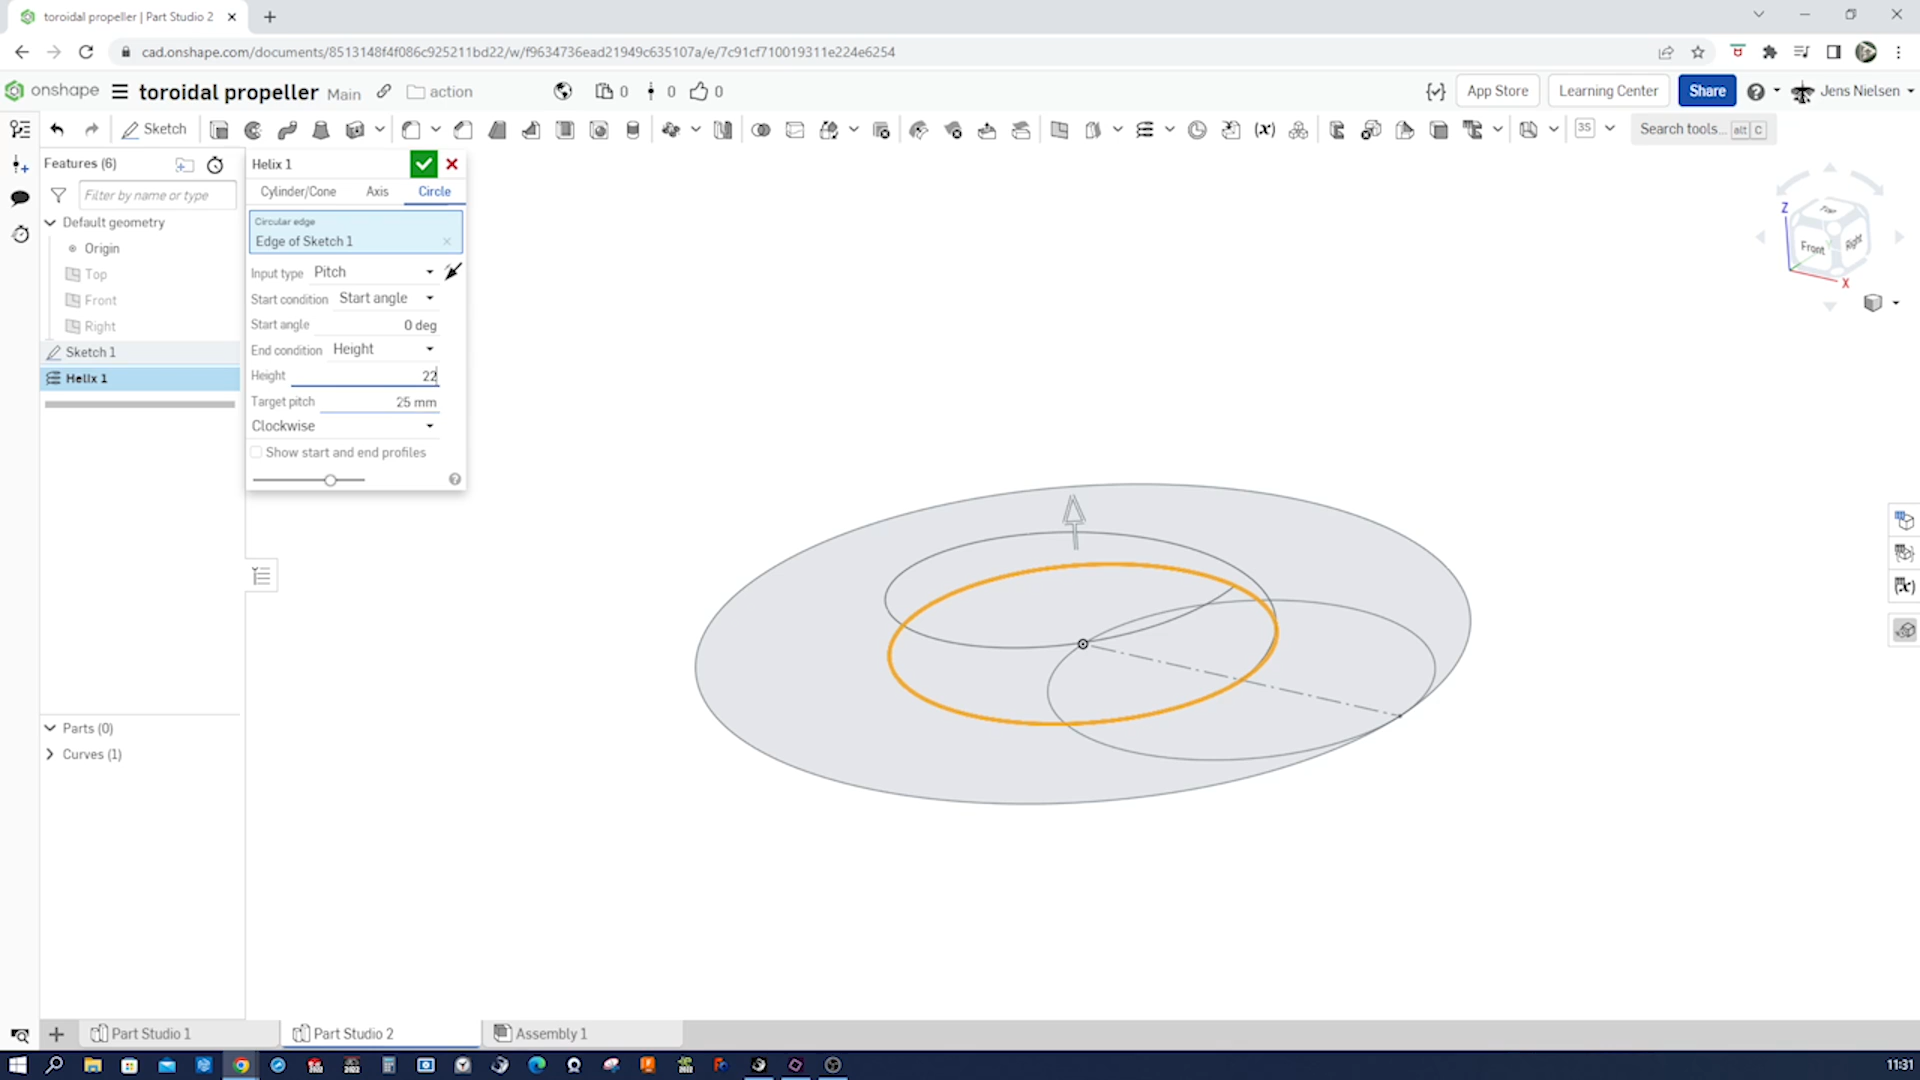 toroidal propeller | Part Studio 2
cad.onshape.com/documents/8513148f4f086c925211bd22/w/f9634736ead21949c635107a/e/7c91cf710019311e224e6254
onshape
toroidal propeller Main action 0 0 0
App Store Learning Center Share Jens Nielsen
Sketch
Search tools... alt C
Features (6)
Filter by name or type
Default geometry
Origin
Top
Front
Right
Sketch 1
Helix 1
Parts (0)
Curves (1)
Helix 1
Cylinder/Cone Axis Circle
Circular edge
Edge of Sketch 1
Input type Pitch
Start condition Start angle
Start angle 0 deg
End condition Height
Height 22
Target pitch 25 mm
Clockwise
Show start and end profiles
Z
Top
Front
Right
X
Part Studio 1
Part Studio 2
Assembly 1
11:31